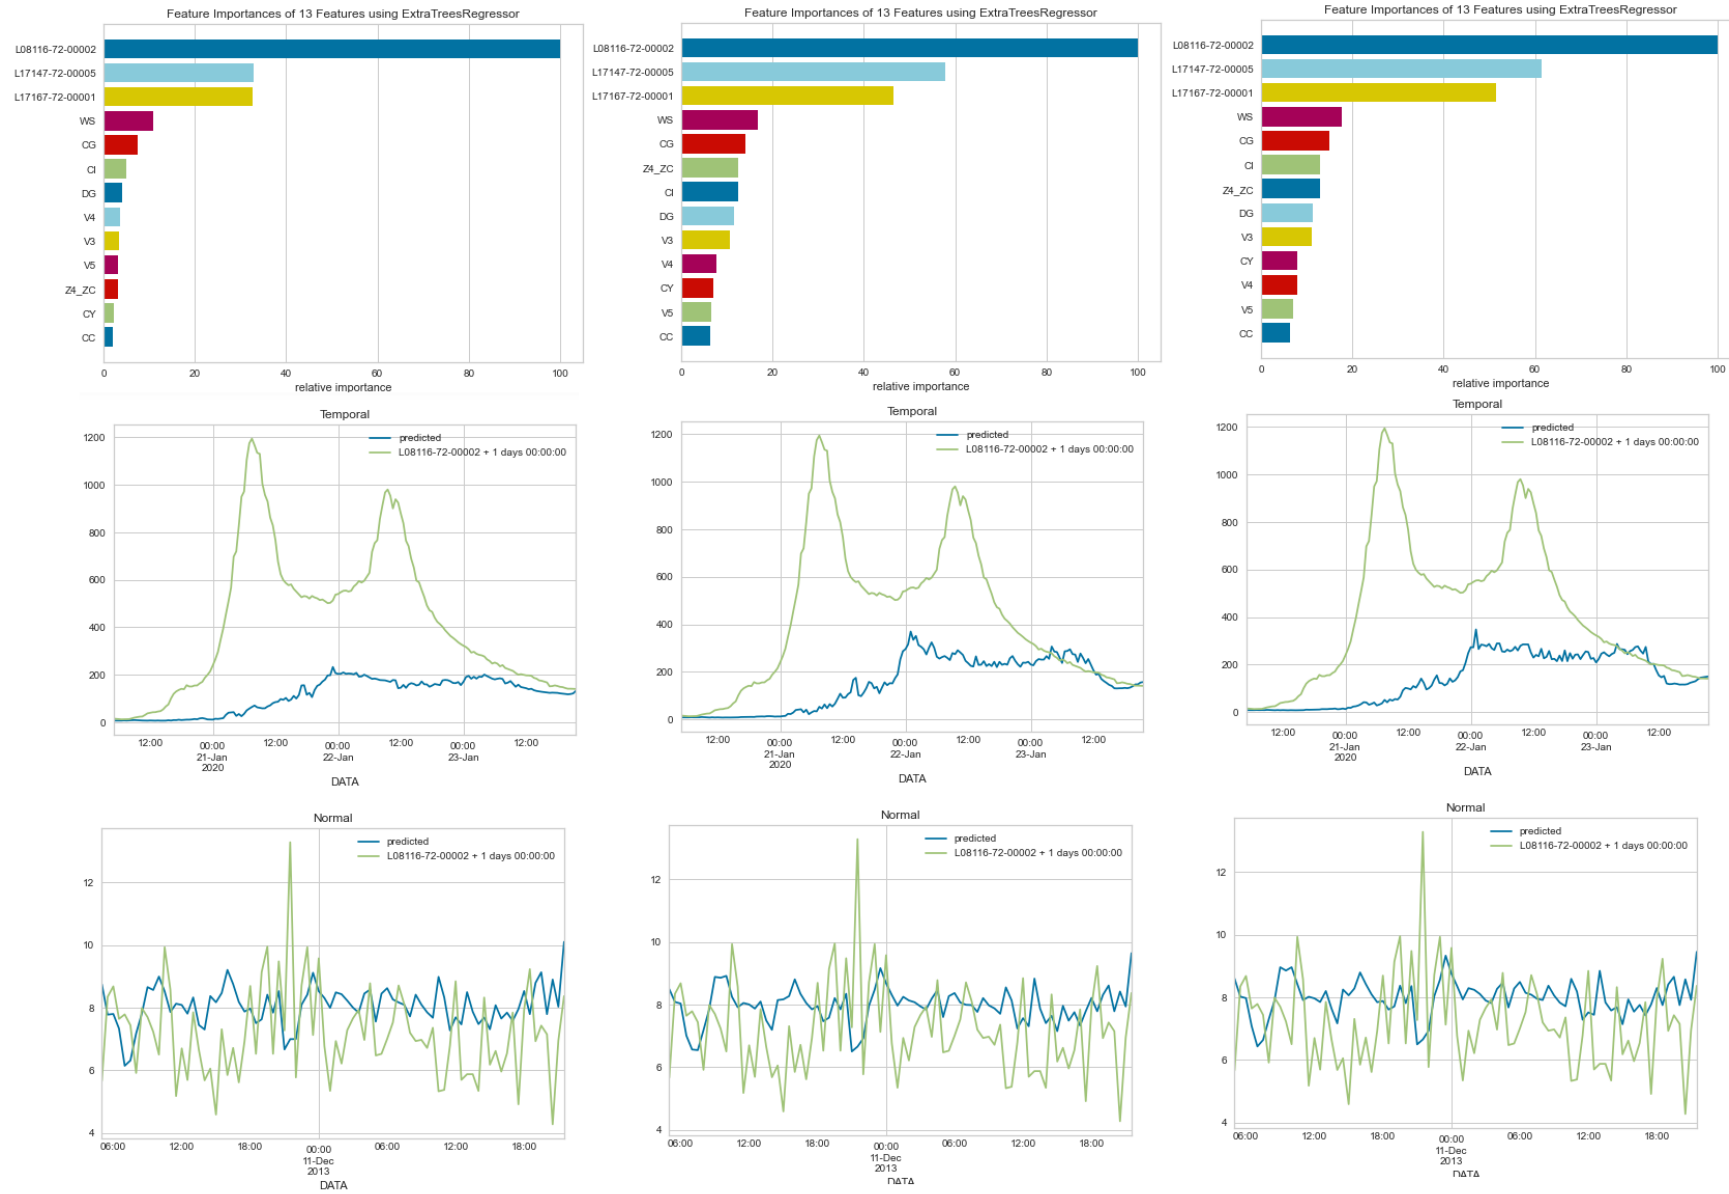 Feature Importances of 13 Features using ExtraTreesRegressor
L08116-72-00002
L17147-72-00005
L17167-72-00001
WS
CG
CI
DG
V4
V3
V5
Z4_ZC
CY
CC
0 20 40 60 80 100
relative importance
Feature Importances of 13 Features using ExtraTreesRegressor
L08116-72-00002
L17147-72-00005
L17167-72-00001
WS
CG
Z4_ZC
CI
DG
V3
V4
CY
V5
CC
0 20 40 60 80 100
relative importance
Feature Importances of 13 Features using ExtraTreesRegressor
L08116-72-00002
L17147-72-00005
L17167-72-00001
WS
CG
CI
Z4_ZC
DG
V3
CY
V4
V5
CC
0 20 40 60 80 100
relative importance
Temporal
predicted
L08116-72-00002 + 1 days 00:00:00
1200
1000
800
600
400
200
0
12:00 00:00 12:00 00:00 12:00 00:00 12:00
21-Jan 22-Jan 23-Jan
2020
DATA
Temporal
predicted
L08116-72-00002 + 1 days 00:00:00
1200
1000
800
600
400
200
0
12:00 00:00 12:00 00:00 12:00 00:00 12:00
21-Jan 22-Jan 23-Jan
2020
DATA
Temporal
predicted
L08116-72-00002 + 1 days 00:00:00
1200
1000
800
600
400
200
0
12:00 00:00 12:00 00:00 12:00 00:00 12:00
21-Jan 22-Jan 23-Jan
2020
DATA
Normal
predicted
L08116-72-00002 + 1 days 00:00:00
12
10
8
6
4
06:00 12:00 18:00 00:00 06:00 12:00 18:00
11-Dec
2013
DATA
Normal
predicted
L08116-72-00002 + 1 days 00:00:00
12
10
8
6
4
06:00 12:00 18:00 00:00 06:00 12:00 18:00
11-Dec
2013
DATA
Normal
predicted
L08116-72-00002 + 1 days 00:00:00
12
10
8
6
4
06:00 12:00 18:00 00:00 06:00 12:00 18:00
11-Dec
2013
DATA